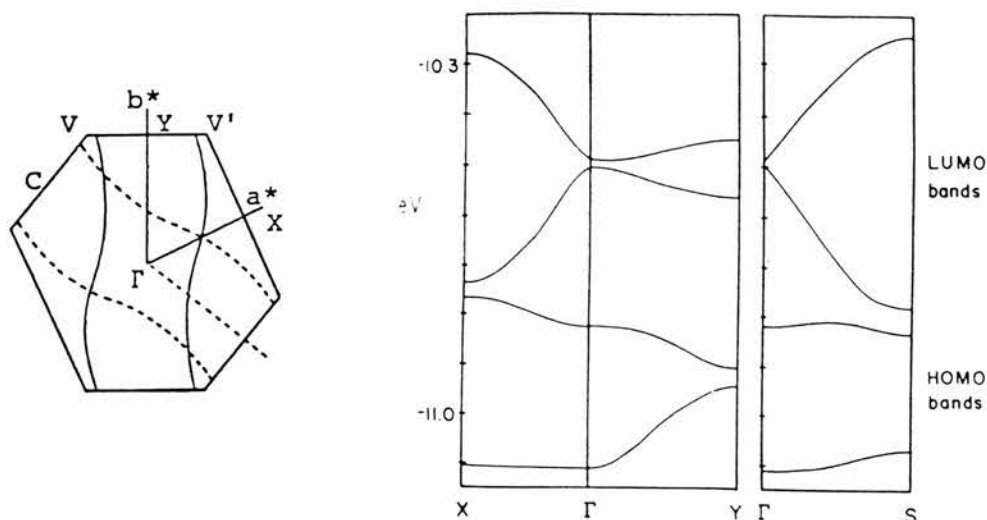 b*
V
Y
V'
C
a*
X
Γ
-10.3
eV
-11.0
X
Γ
Y
Γ
S
LUMO
bands
HOMO
bands